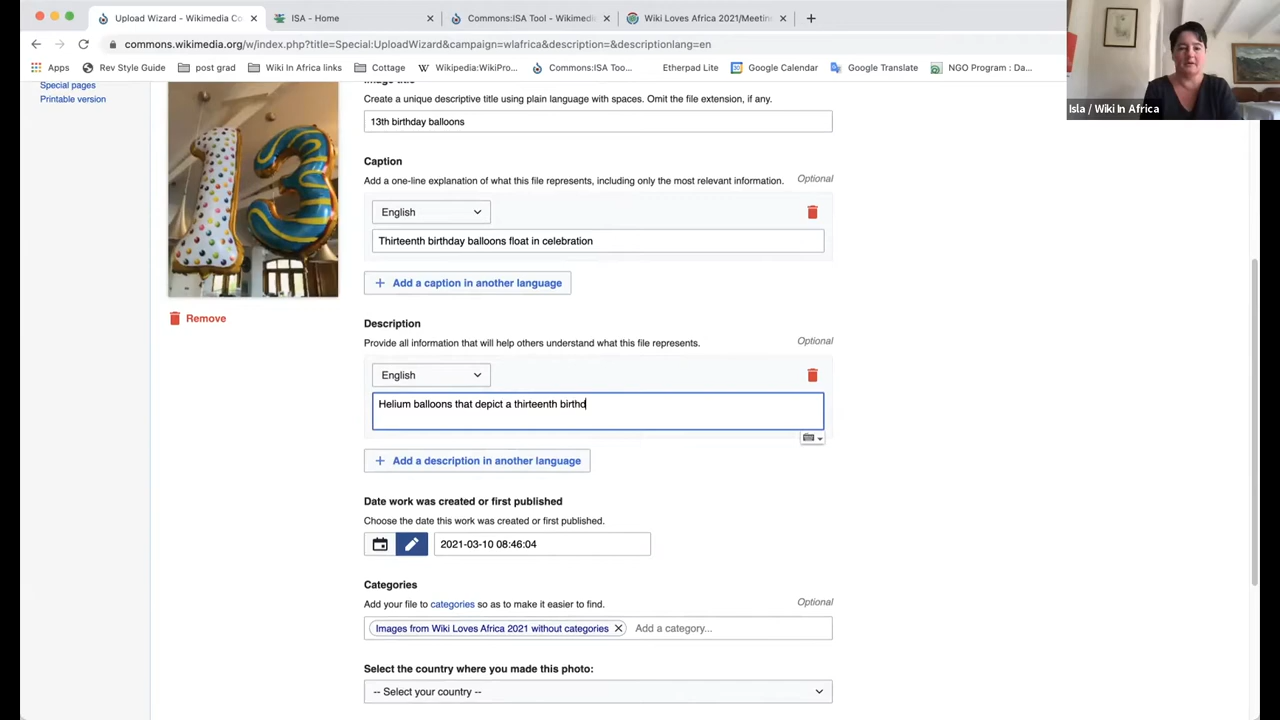 Upload Wizard - Wikimedia Co
ISA - Home
Commons:ISA Tool - Wikimedi
Wiki Loves Africa 2021/Meetin
commons.wikimedia.org/w/index.php?title=Special:UploadWizard&campaign=wlafrica&description=&descriptionlang=en
Apps
Rev Style Guide
post grad
Wiki In Africa links
Cottage
Wikipedia:WikiPro...
Commons:ISA Too...
Etherpad Lite
Google Calendar
Google Translate
NGO Program : Da...
Isla / Wiki In Africa
Special pages
Printable version
13
Remove
Create a unique descriptive title using plain language with spaces. Omit the file extension, if any.
13th birthday balloons
Caption
Add a one-line explanation of what this file represents, including only the most relevant information.
Optional
English
Thirteenth birthday balloons float in celebration
+ Add a caption in another language
Description
Provide all information that will help others understand what this file represents.
Optional
English
Helium balloons that depict a thirteenth birthd
+ Add a description in another language
Date work was created or first published
Choose the date this work was created or first published.
2021-03-10 08:46:04
Categories
Add your file to categories so as to make it easier to find.
Optional
Images from Wiki Loves Africa 2021 without categories
Add a category...
Select the country where you made this photo:
-- Select your country --